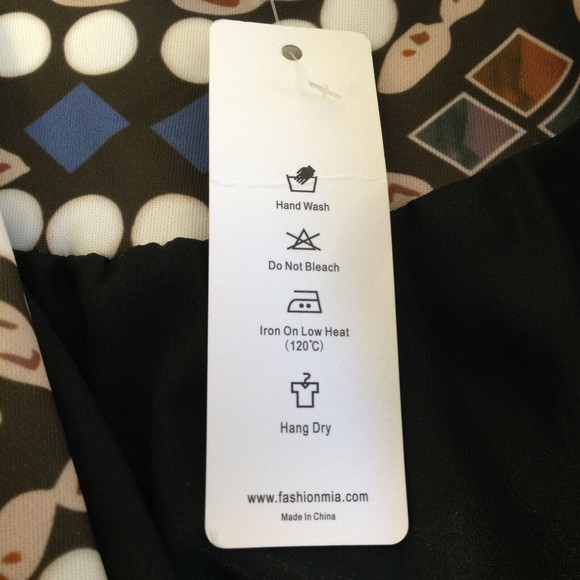 Hand Wash
Do Not Bleach
Iron On Low Heat
(120℃)
Hang Dry
www.fashionmia.com
Made In China